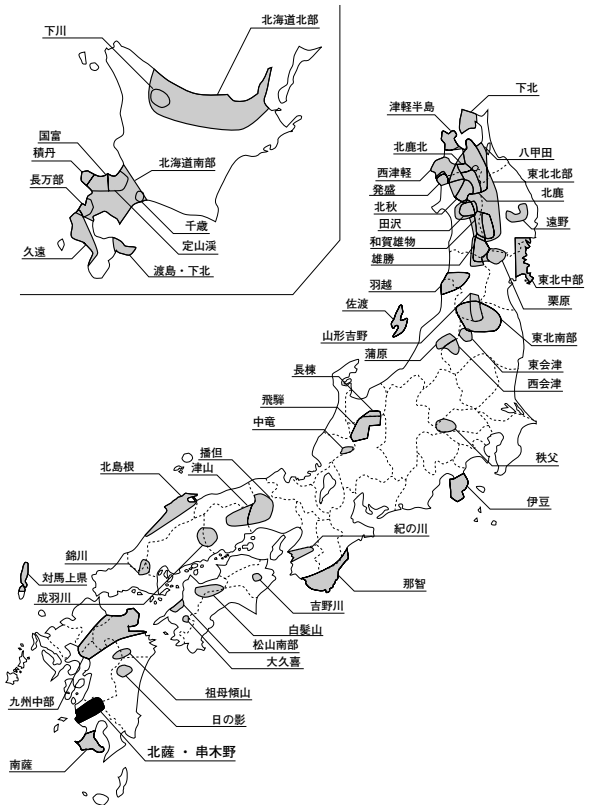 下川
北海道北部
国富
積丹
長万部
北海道南部
千歳
定山渓
久遠
渡島・下北
下北
津軽半島
北鹿北
八甲田
西津軽
東北北部
発盛
北鹿
北秋
田沢
遠野
和賀雄物
雄勝
羽越
東北中部
栗原
佐渡
山形吉野
東北南部
蒲原
東会津
長棟
西会津
飛騨
中竜
播但
北島根
津山
秩父
伊豆
紀の川
錦川
対馬上県
那智
成羽川
吉野川
白髪山
松山南部
大久喜
祖母傾山
九州中部
日の影
北薩 ・ 串木野
南薩